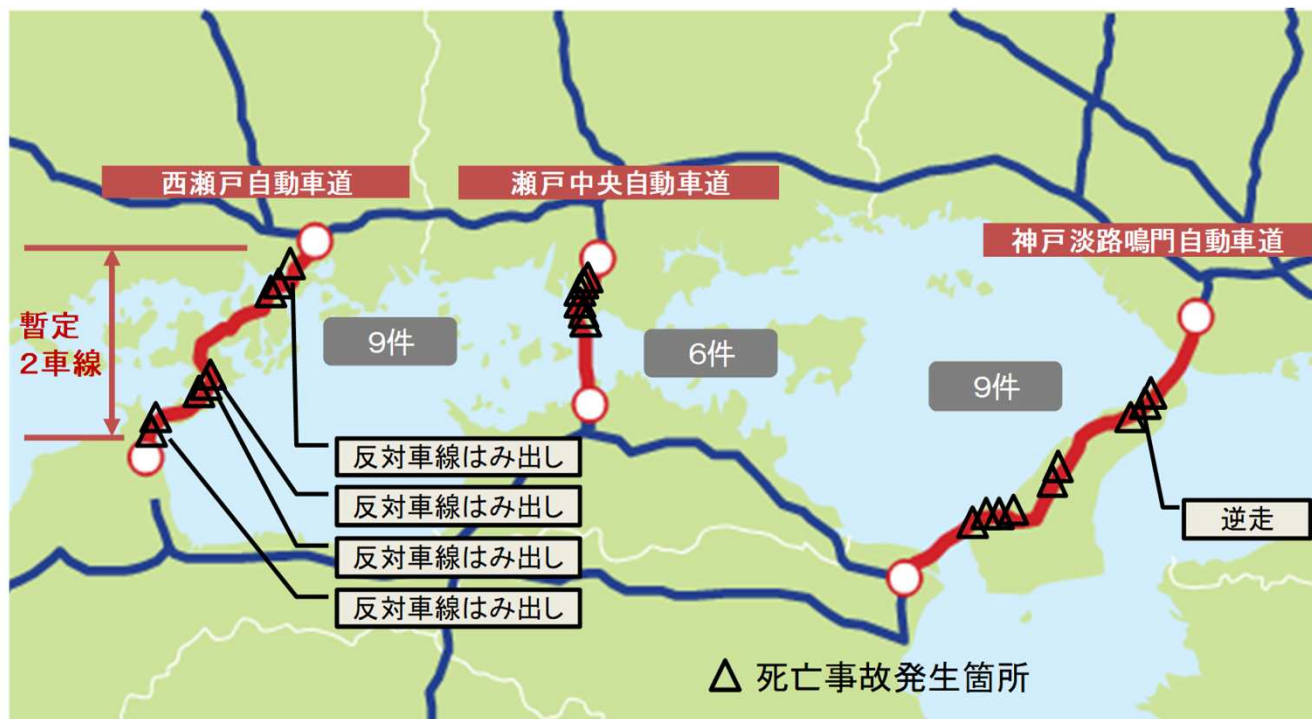 西瀬戸自動車道
瀬戸中央自動車道
神戸淡路鳴門自動車道
暫定
２車線
９件
６件
９件
反対車線はみ出し
反対車線はみ出し
反対車線はみ出し
反対車線はみ出し
逆走
△ 死亡事故発生箇所